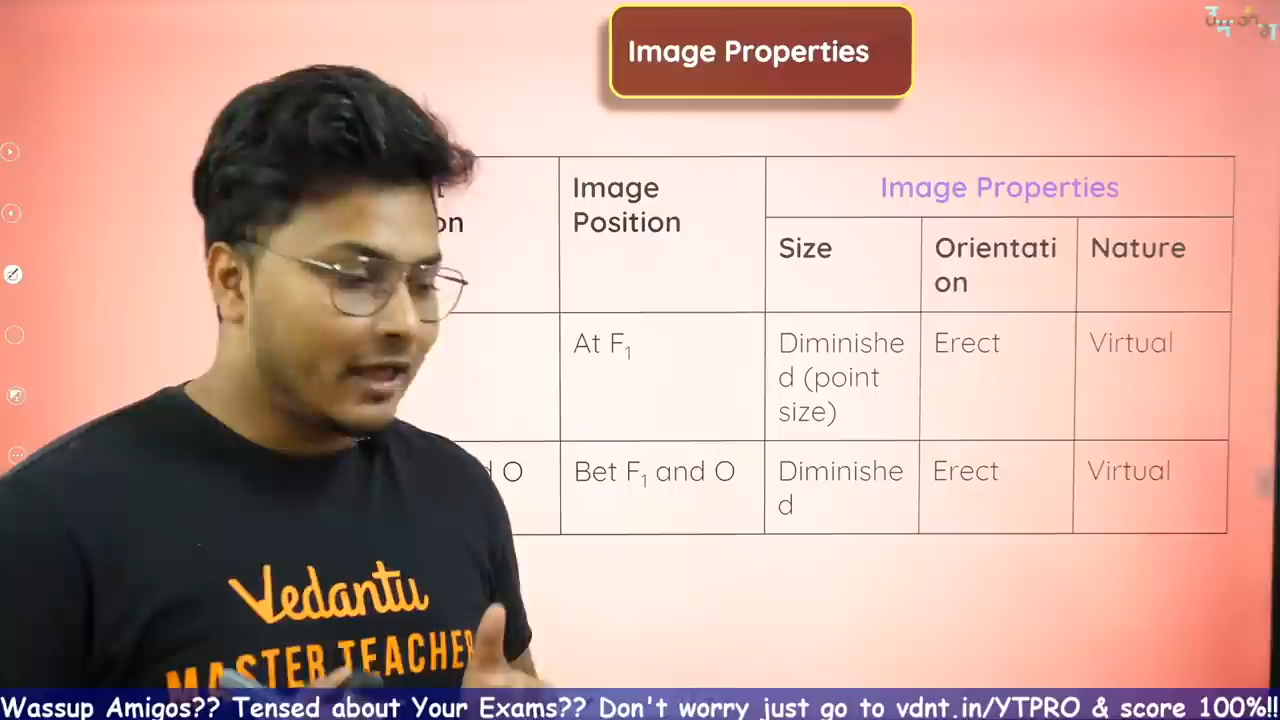 Image Properties
उमंग
on
Image
Position
Image Properties
Size
Orientati
on
Nature
At F₁
Diminishe
d (point
size)
Erect
Virtual
d O
Bet F₁ and O
Diminishe
d
Erect
Virtual
Vedantu
MASTER TEACHER
Wassup Amigos?? Tensed about Your Exams?? Don't worry just go to vdnt.in/YTPRO & score 100%!!